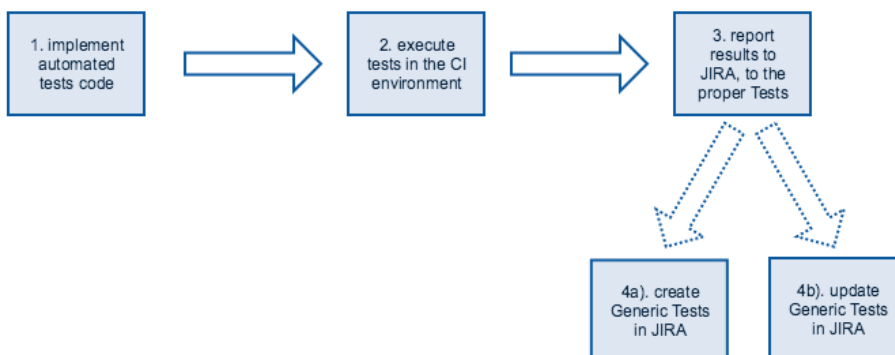 1. implement
automated
tests code
2. execute
tests in the CI
environment
3. report
results to
JIRA, to the
proper Tests
4a). create
Generic Tests
in JIRA
4b). update
Generic Tests
in JIRA